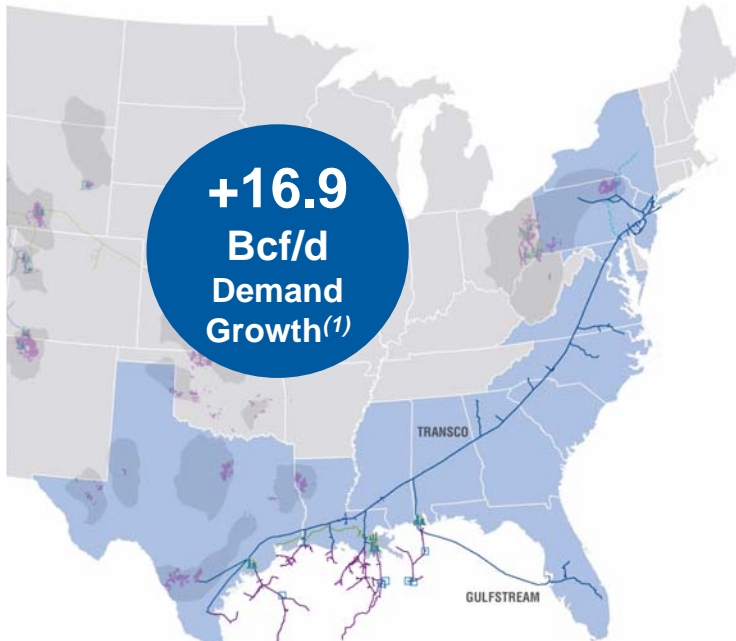 +16.9
Bcf/d
Demand
Growth(1)
TRANSCO
GULFSTREAM